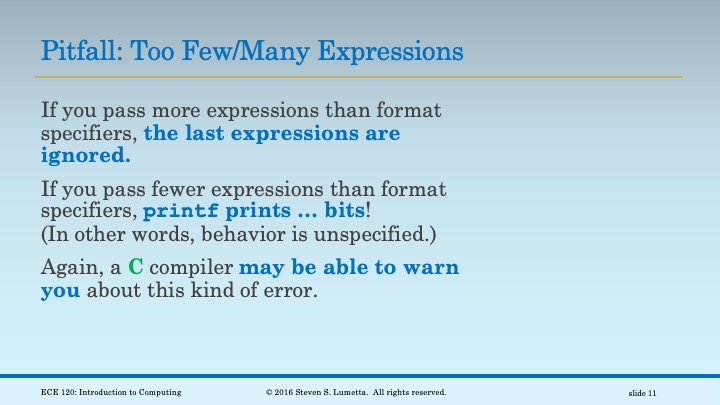 Pitfall: Too Few/Many Expressions
If you pass more expressions than format
specifiers, the last expressions are
ignored.
If you pass fewer expressions than format
specifiers, printf prints … bits!
(In other words, behavior is unspecified.)
Again, a C compiler may be able to warn
you about this kind of error.
ECE 120: Introduction to Computing
© 2016 Steven S. Lumetta. All rights reserved.
slide 11